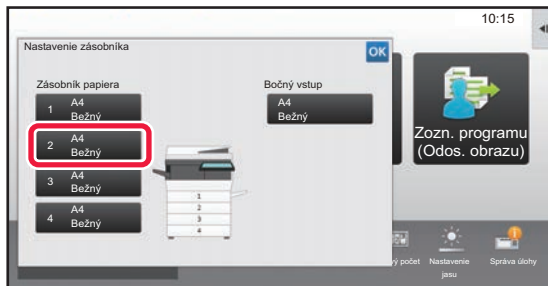 10:15
Nastavenie zásobníka
OK
Zásobník papiera
Bočný vstup
1 A4
Bežný
A4
Bežný
2 A4
Bežný
3 A4
Bežný
4 A4
Bežný
1
2
3
4
Zozn. programu
(Odos. obrazu)
počet
Nastavenie
jasu
Správa úlohy